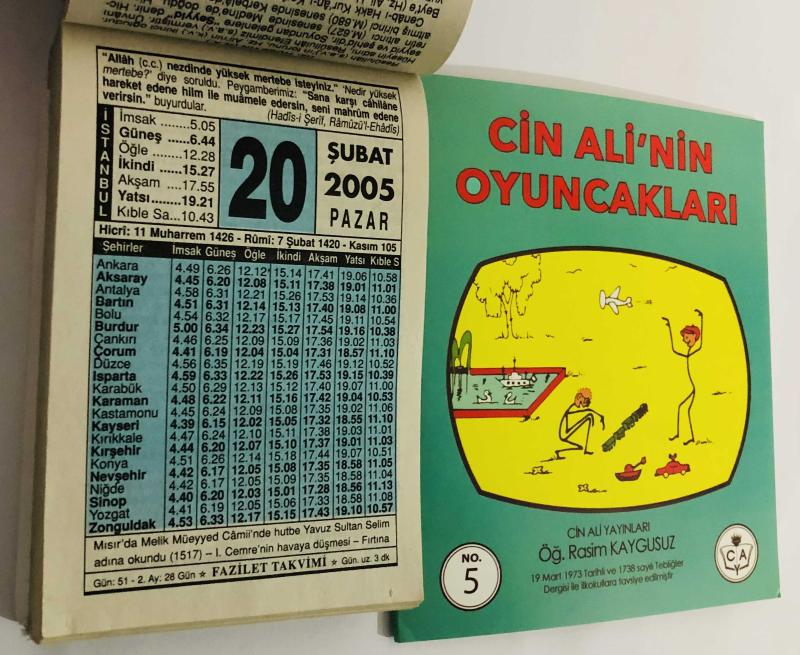 "Allâh (c.c.) nezdinde yüksek mertebe isteyiniz." 'Nedir yüksek
mertebe?' diye soruldu. Peygamberimiz: "Sana karşı câhilâne
hareket edene hilm ile muâmele edersin, seni mahrûm edene
verirsin." buyurdular.
(Hadîs-i Şerîf, Râmûzü'l-Ehâdîs)
İSTANBUL
İmsak ........5.05
Güneş ......6.44
Öğle .........12.28
İkindi .....15.27
Akşam ....17.55
Yatsı.......19.21
Kıble Sa...10.43
20
ŞUBAT
2005
PAZAR
Hicrî: 11 Muharrem 1426 - Rûmî: 7 Şubat 1420 - Kasım 105
Şehirler İmsak Güneş Öğle İkindi Akşam Yatsı Kıble S
Ankara 4.49 6.26 12.12 15.14 17.41 19.06 10.58
Aksaray 4.45 6.20 12.08 15.11 17.38 19.01 11.01
Antalya 4.58 6.31 12.21 15.26 17.53 19.14 10.36
Bartın 4.51 6.31 12.14 15.13 17.40 19.08 11.00
Bolu 4.54 6.32 12.17 15.17 17.45 19.11 10.54
Burdur 5.00 6.34 12.23 15.27 17.54 19.16 10.38
Çankırı 4.46 6.25 12.09 15.09 17.36 19.02 11.03
Çorum 4.41 6.19 12.04 15.04 17.31 18.57 11.10
Düzce 4.56 6.35 12.19 15.19 17.46 19.12 10.52
Isparta 4.59 6.33 12.22 15.26 17.53 19.15 10.39
Karabük 4.50 6.29 12.13 15.12 17.40 19.07 11.00
Karaman 4.48 6.22 12.11 15.16 17.42 19.04 10.53
Kastamonu 4.45 6.24 12.09 15.08 17.35 19.02 11.06
Kayseri 4.39 6.15 12.02 15.05 17.32 18.55 11.10
Kırıkkale 4.47 6.24 12.10 15.11 17.38 19.03 11.01
Kırşehir 4.44 6.20 12.07 15.10 17.37 19.01 11.03
Konya 4.51 6.26 12.14 15.18 17.44 19.07 10.51
Nevşehir 4.42 6.17 12.05 15.08 17.35 18.58 11.05
Niğde 4.42 6.17 12.05 15.09 17.35 18.58 11.04
Sinop 4.40 6.20 12.03 15.01 17.28 18.56 11.13
Yozgat 4.41 6.19 12.05 15.06 17.33 18.58 11.08
Zonguldak 4.53 6.33 12.17 15.15 17.43 19.10 10.57
Mısır'da Melik Müeyyed Câmii'nde hutbe Yavuz Sultan Selim
adına okundu (1517) – I. Cemre'nin havaya düşmesi – Fırtına
Gün: 51 - 2. Ay: 28 Gün ★ FAZİLET TAKVİMİ ★ Gün. uz. 3 dk
CİN ALİ'NİN
OYUNCAKLARI
CİN ALİ YAYINLARI
Öğ. Rasim KAYGUSUZ
19 Mart 1973 Tarihli ve 1738 sayılı Tebliğler
Dergisi ile ilkokullara tavsiye edilmiştir
NO.
5
C A